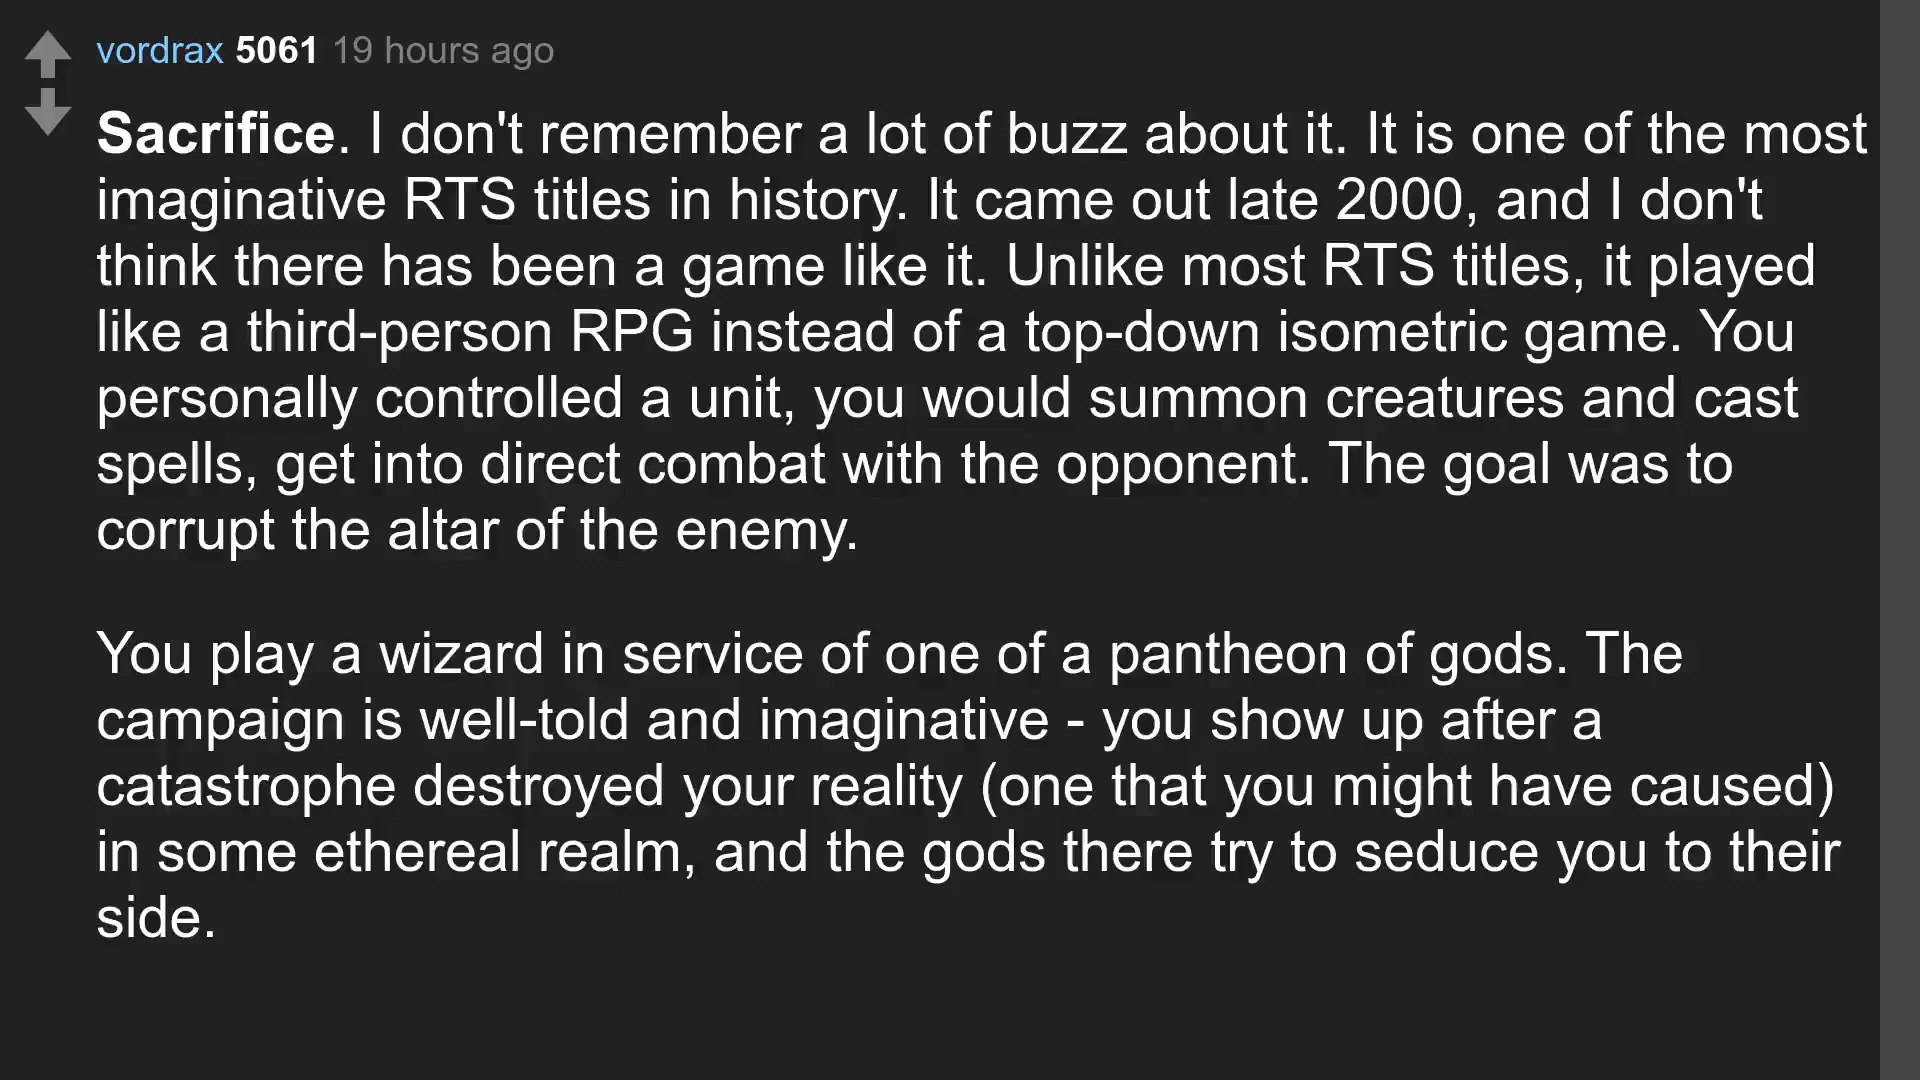 vordrax 5061 19 hours ago
Sacrifice. I don't remember a lot of buzz about it. It is one of the most
imaginative RTS titles in history. It came out late 2000, and I don't
think there has been a game like it. Unlike most RTS titles, it played
like a third-person RPG instead of a top-down isometric game. You
personally controlled a unit, you would summon creatures and cast
spells, get into direct combat with the opponent. The goal was to
corrupt the altar of the enemy.
You play a wizard in service of one of a pantheon of gods. The
campaign is well-told and imaginative - you show up after a
catastrophe destroyed your reality (one that you might have caused)
in some ethereal realm, and the gods there try to seduce you to their
side.